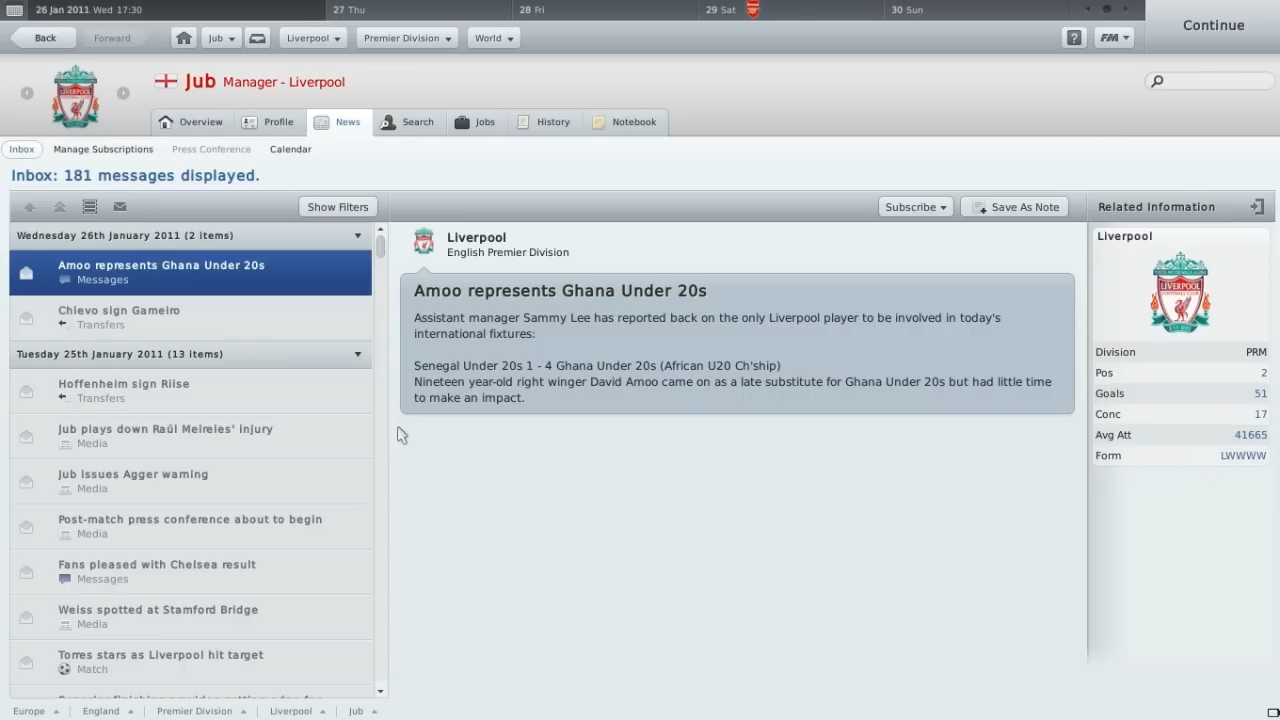 26 Jan 2011 Wed 17:30
27 Thu
28 Fri
29 Sat
30 Sun
Continue
Back
Forward
Jub
Liverpool
Premier Division
World
?
FM
Jub Manager - Liverpool
Overview
Profile
News
Search
Jobs
History
Notebook
Inbox
Manage Subscriptions
Press Conference
Calendar
Inbox: 181 messages displayed.
Show Filters
Subscribe
Save As Note
Related Information
Wednesday 26th January 2011 (2 items)
Amoo represents Ghana Under 20s
Messages
Chievo sign Gameiro
Transfers
Tuesday 25th January 2011 (13 items)
Hoffenheim sign Riise
Transfers
Jub plays down Raúl Meireles' injury
Media
Jub issues Agger warning
Media
Post-match press conference about to begin
Media
Fans pleased with Chelsea result
Messages
Weiss spotted at Stamford Bridge
Media
Torres stars as Liverpool hit target
Match
Liverpool
English Premier Division
Amoo represents Ghana Under 20s
Assistant manager Sammy Lee has reported back on the only Liverpool player to be involved in today's
international fixtures:
Senegal Under 20s 1 - 4 Ghana Under 20s (African U20 Ch'ship)
Nineteen year-old right winger David Amoo came on as a late substitute for Ghana Under 20s but had little time
to make an impact.
Liverpool
Division PRM
Pos 2
Goals 51
Conc 17
Avg Att 41665
Form LWWWW
Europe
England
Premier Division
Liverpool
Jub